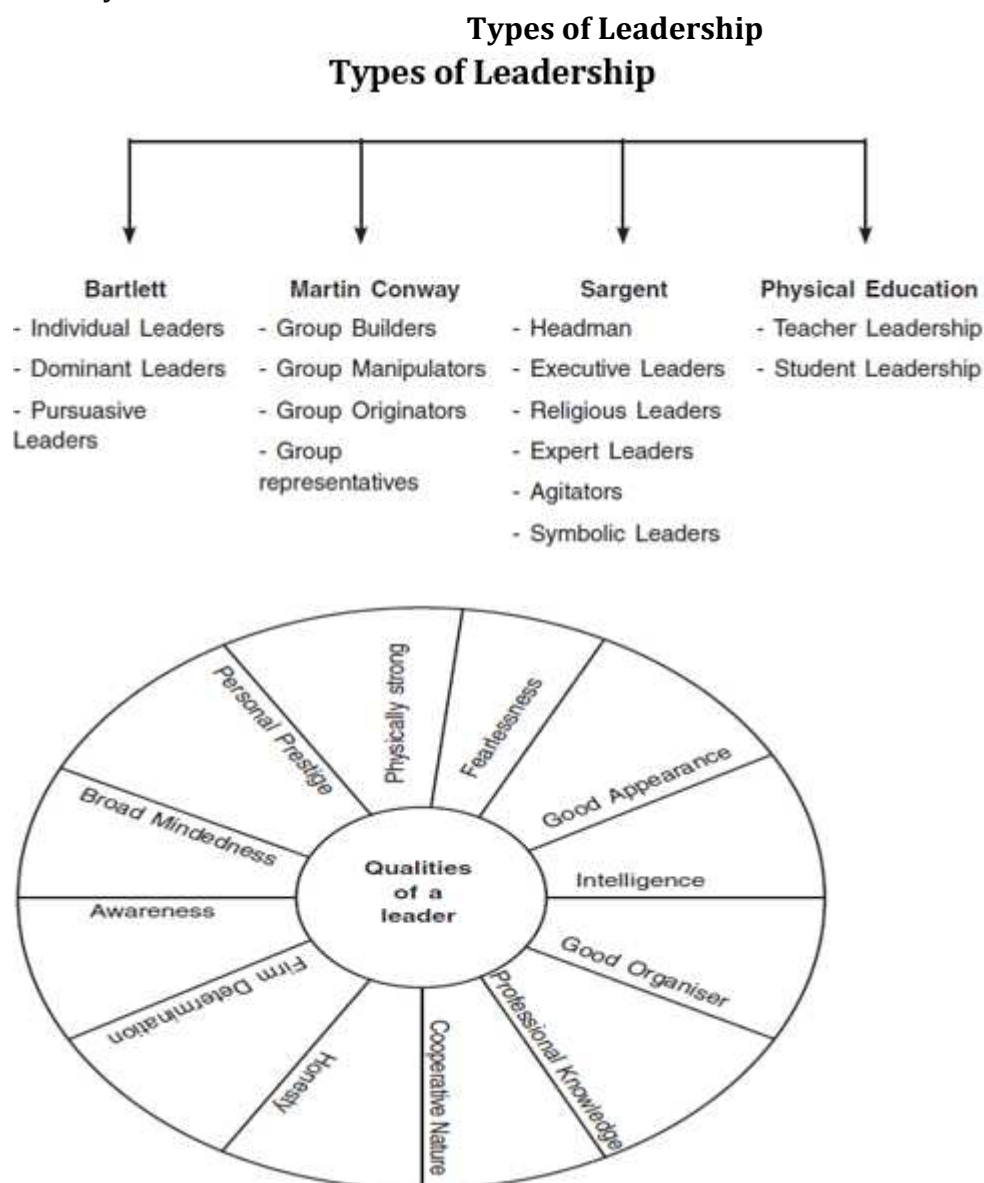 Types of Leadership
Types of Leadership
Bartlett
- Individual Leaders
- Dominant Leaders
- Pursuasive
Leaders
Martin Conway
- Group Builders
- Group Manipulators
- Group Originators
- Group
representatives
Sargent
- Headman
- Executive Leaders
- Religious Leaders
- Expert Leaders
- Agitators
- Symbolic Leaders
Physical Education
- Teacher Leadership
- Student Leadership
Qualities
of a
leader
Physically strong
Fearlessness
Good Appearance
Intelligence
Good Organiser
Professional Knowledge
Cooperative Nature
Honesty
Firm Determination
Awareness
Broad Mindedness
Personal Prestige